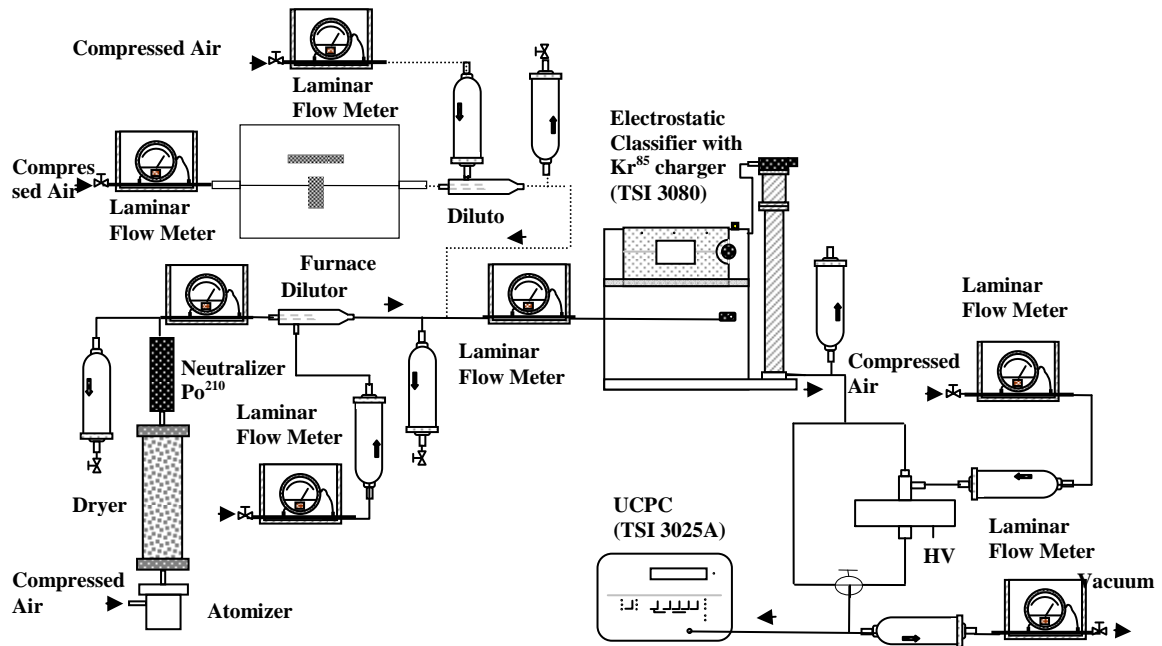 Compressed Air
Laminar
Flow Meter
Compres
sed Air
Laminar
Flow Meter
Diluto
Electrostatic
Classifier with
Kr85 charger
(TSI 3080)
Furnace
Dilutor
Laminar
Flow Meter
Neutralizer
Po210
Laminar
Flow Meter
Laminar
Flow Meter
Compressed
Air
Dryer
UCPC
(TSI 3025A)
HV
Laminar
Flow Meter
Vacuum
Compressed
Air
Atomizer